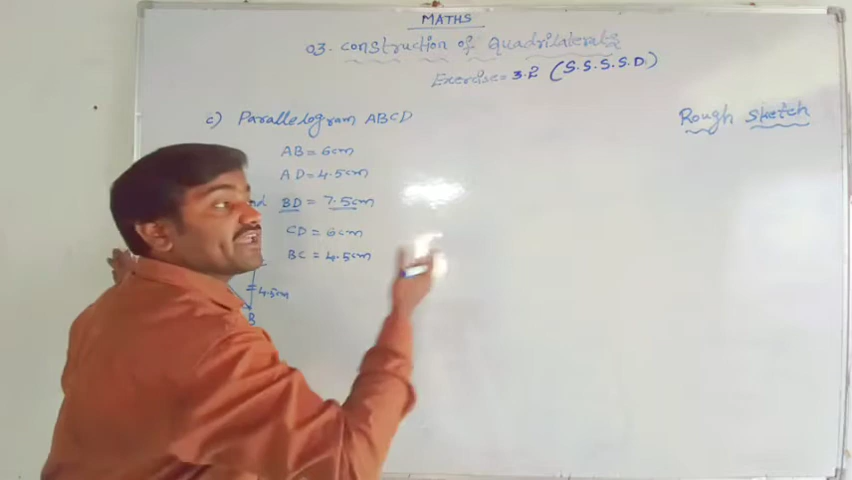 MATHS
03. Construction of Quadrilaterals
Exercise = 3.2 (S.S.S.S.D)
Rough Sketch
c) Parallelogram ABCD
AB = 6cm
AD = 4.5cm
BD = 7.5cm
CD = 6cm
BC = 4.5cm
= 4.5cm
B